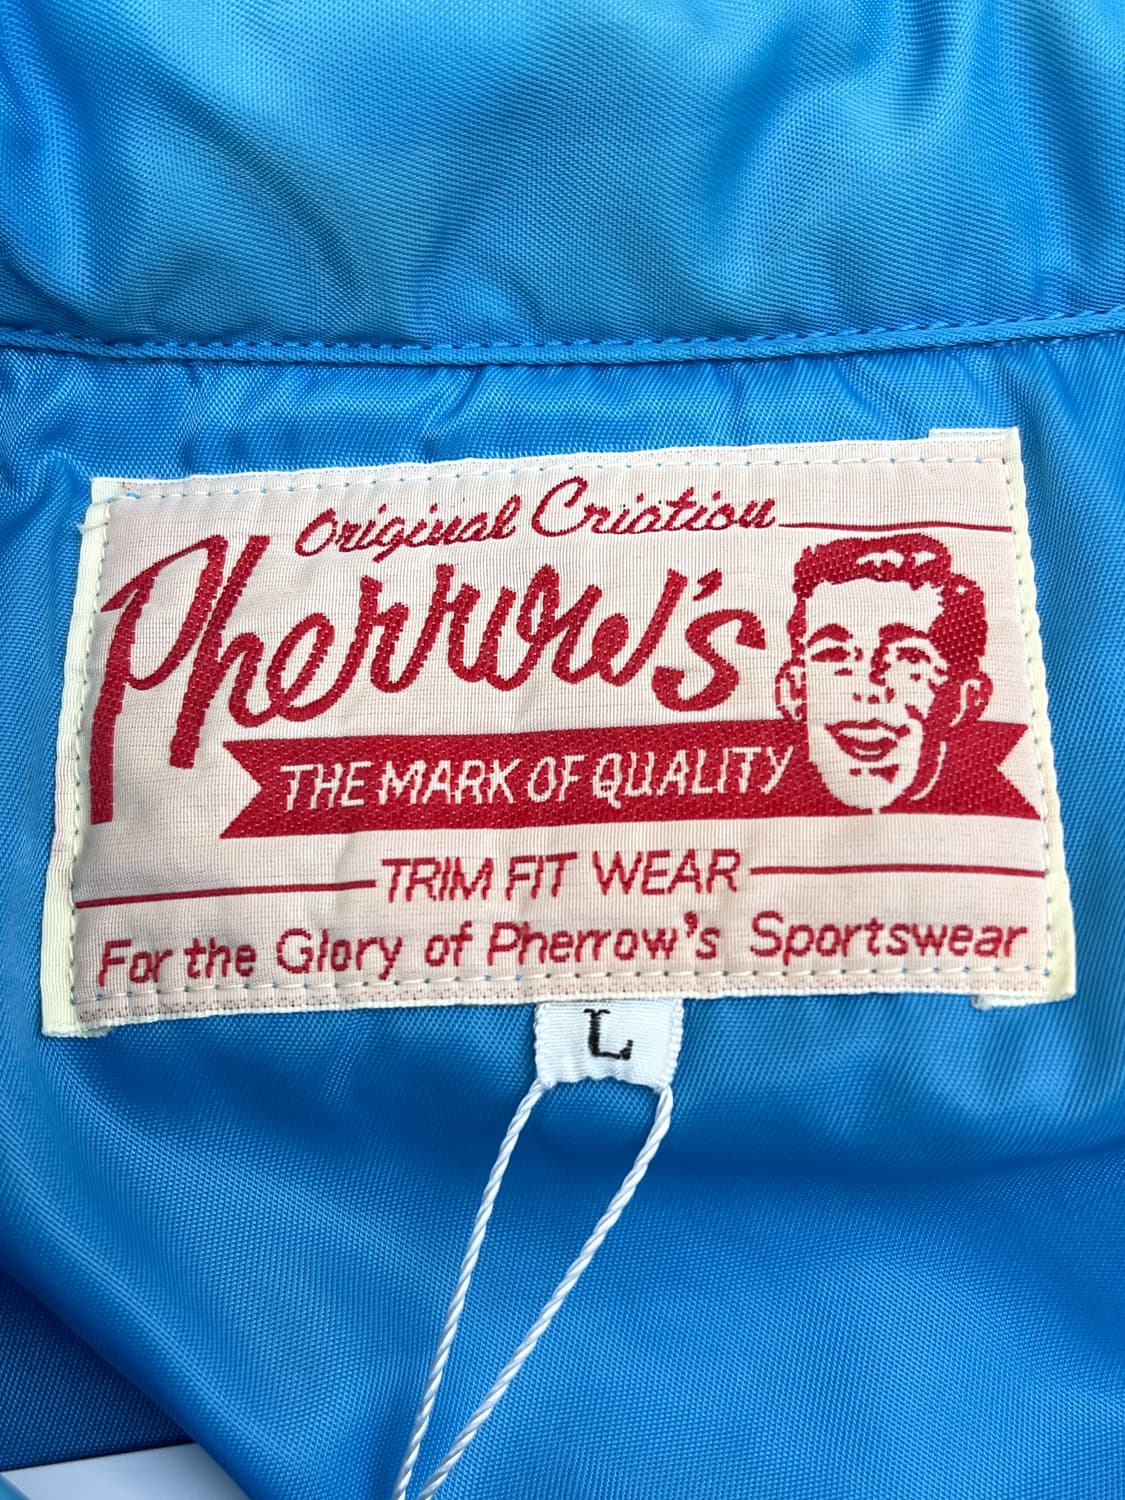 Original Criation
Pherrow's
THE MARK OF QUALITY
TRIM FIT WEAR
For the Glory of Pherrow's Sportswear
L